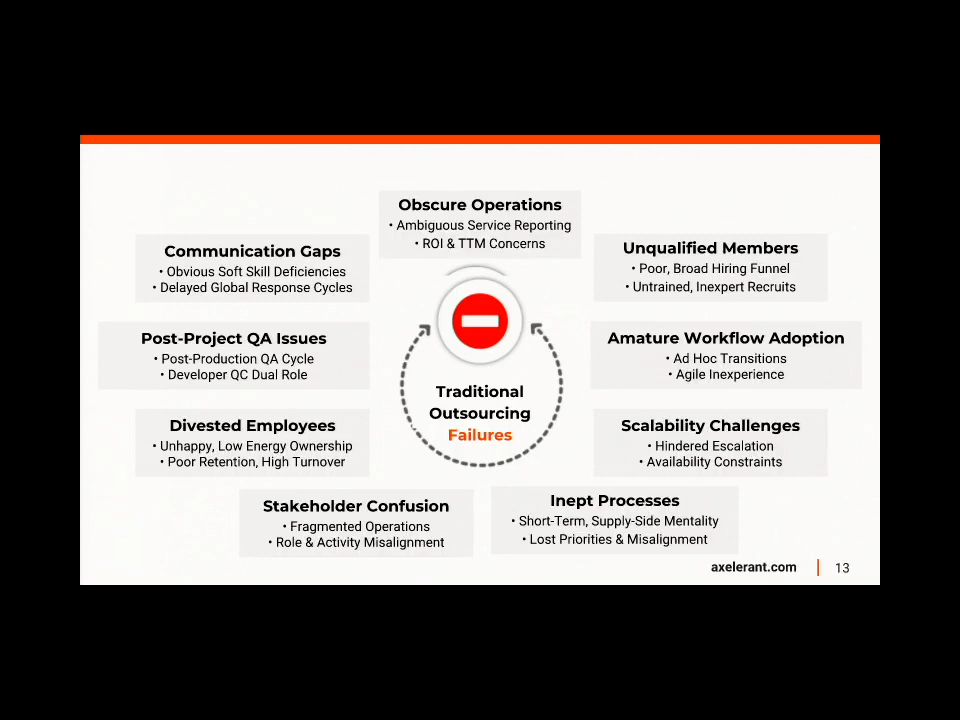 Obscure Operations
• Ambiguous Service Reporting
• ROI & TTM Concerns
Communication Gaps
• Obvious Soft Skill Deficiencies
• Delayed Global Response Cycles
Unqualified Members
• Poor, Broad Hiring Funnel
• Untrained, Inexpert Recruits
Post-Project QA Issues
• Post-Production QA Cycle
• Developer QC Dual Role
Amature Workflow Adoption
• Ad Hoc Transitions
• Agile Inexperience
Traditional
Outsourcing
Failures
Divested Employees
• Unhappy, Low Energy Ownership
• Poor Retention, High Turnover
Scalability Challenges
• Hindered Escalation
• Availability Constraints
Stakeholder Confusion
• Fragmented Operations
• Role & Activity Misalignment
Inept Processes
• Short-Term, Supply-Side Mentality
• Lost Priorities & Misalignment
axelerant.com
13